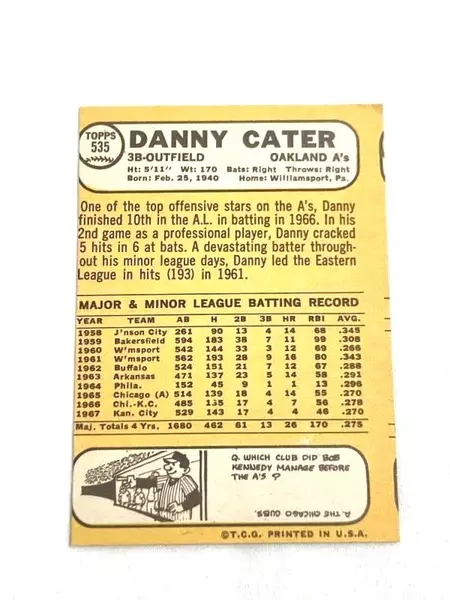 TOPPS
535
DANNY CATER
3B-OUTFIELD OAKLAND A's
Ht: 5'11" Wt: 170 Bats: Right Throws: Right
Born: Feb. 25, 1940 Home: Williamsport, Pa.
One of the top offensive stars on the A's, Danny
finished 10th in the A.L. in batting in 1966. In his
2nd game as a professional player, Danny cracked
5 hits in 6 at bats. A devastating batter through-
out his minor league days, Danny led the Eastern
League in hits (193) in 1961.
MAJOR & MINOR LEAGUE BATTING RECORD
YEAR TEAM AB H 2B 3B HR RBI AVG.
1958 J'nson City 261 90 13 4 14 68 .345
1959 Bakersfield 594 183 38 7 11 99 .308
1960 W'msport 542 144 33 3 12 69 .266
1961 W'msport 562 193 28 9 16 80 .343
1962 Buffalo 524 151 21 7 12 67 .288
1963 Arkansas 471 137 23 5 14 58 .291
1964 Phila. 152 45 9 1 1 13 .296
1965 Chicago (A) 514 139 18 4 14 55 .270
1966 Chi.-K.C. 485 135 17 4 7 56 .278
1967 Kan. City 529 143 17 4 4 46 .270
Maj. Totals 4 Yrs. 1680 462 61 13 26 170 .275
Q. WHICH CLUB DID BOB
KENNEDY MANAGE BEFORE
THE A'S ?
A. THE CHICAGO
CUBS.
©T.C.G. PRINTED IN U.S.A.